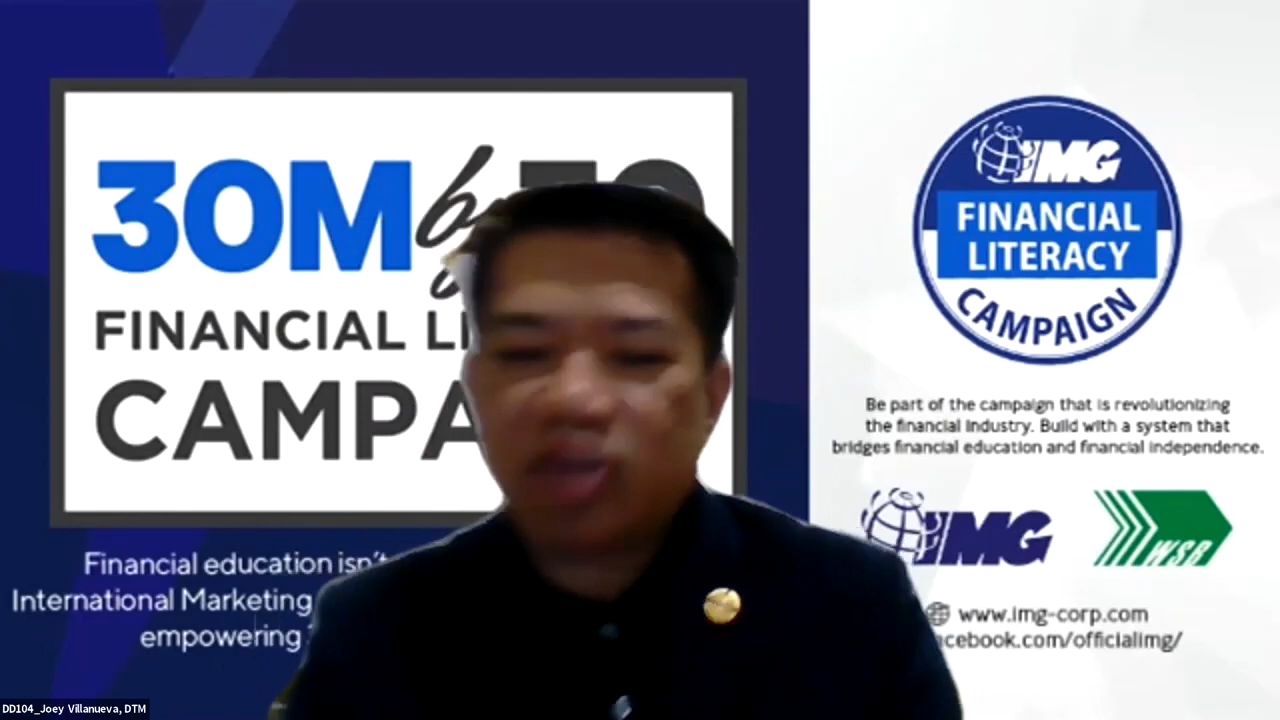 30M by
FINANCIAL
CAMPA
Financial education isn't
International Marketing
empowering
IMG
FINANCIAL
LITERACY
CAMPAIGN
Be part of the campaign that is revolutionizing
the financial industry. Build with a system that
bridges financial education and financial independence.
IMG
WSR
www.img-corp.com
acebook.com/officialimg/
DD104_Joey Villanueva, DTM